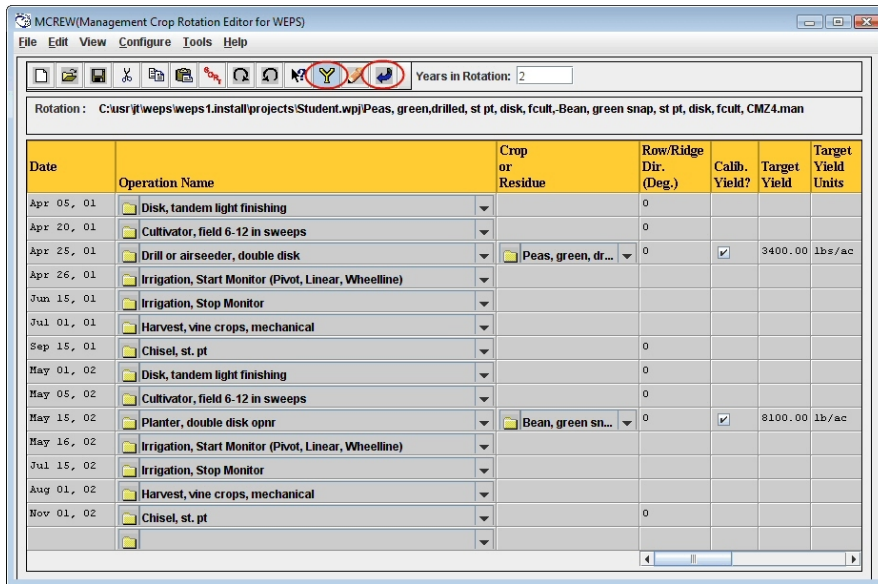 MCREW(Management Crop Rotation Editor for WEPS)
File Edit View Configure Tools Help
Years in Rotation: 2
Rotation : C:\usr\jt\weps\weps1.install\projects\Student.wpj\Peas, green,drilled, st pt, disk, fcult,-Bean, green snap, st pt, disk, fcult, CMZ4.man
Date Operation Name Crop or Residue Row/Ridge Dir. (Deg.) Calib. Yield? Target Yield Target Yield Units
Apr 05, 01 Disk, tandem light finishing 0
Apr 20, 01 Cultivator, field 6-12 in sweeps 0
Apr 25, 01 Drill or airseeder, double disk Peas, green, dr... 0 3400.00 lbs/ac
Apr 26, 01 Irrigation, Start Monitor (Pivot, Linear, Wheelline)
Jun 15, 01 Irrigation, Stop Monitor
Jul 01, 01 Harvest, vine crops, mechanical
Sep 15, 01 Chisel, st. pt 0
May 01, 02 Disk, tandem light finishing 0
May 05, 02 Cultivator, field 6-12 in sweeps 0
May 15, 02 Planter, double disk opnr Bean, green sn... 0 8100.00 lb/ac
May 16, 02 Irrigation, Start Monitor (Pivot, Linear, Wheelline)
Jul 15, 02 Irrigation, Stop Monitor
Aug 01, 02 Harvest, vine crops, mechanical
Nov 01, 02 Chisel, st. pt 0